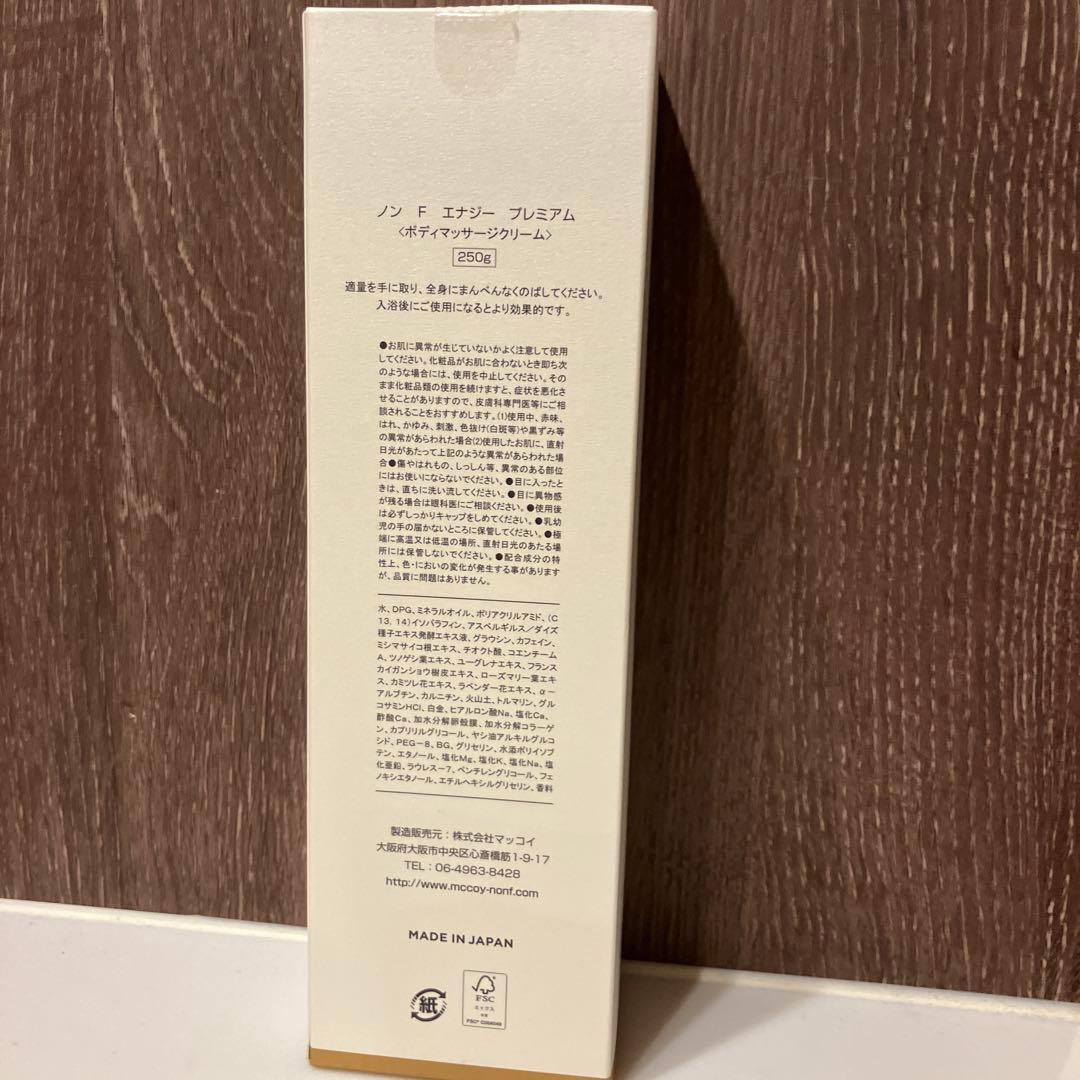 ノン F エナジー プレミアム
〈ボディマッサージクリーム〉
250g
適量を手に取り、全身にまんべんなくのばしてください。
入浴後にご使用になるとより効果的です。
●お肌に異常が生じていないかよく注意して使用
してください。化粧品がお肌に合わないとき即ち次
のような場合には、使用を中止してください。その
まま化粧品類の使用を続けますと、症状を悪化さ
せることがありますので、皮膚科専門医等にご相
談されることをおすすめします。(1)使用中、赤味、
はれ、かゆみ、刺激、色抜け(白斑等)や黒ずみ等
の異常があらわれた場合(2)使用したお肌に、直射
日光があたって上記のような異常があらわれた場
合●傷やはれもの、しっしん等、異常のある部位
にはお使いにならないでください。●目に入ったと
きは、直ちに洗い流してください。●目に異物感
が残る場合は眼科医にご相談ください。●使用後
は必ずしっかりキャップをしめてください。●乳幼
児の手の届かないところに保管してください。●極
端に高温又は低温の場所、直射日光のあたる場
所には保管しないでください。●配合成分の特
性上、色・においの変化が発生する事があります
が、品質に問題はありません。
水、DPG、ミネラルオイル、ポリアクリルアミド、(C
13，14)イソパラフィン、アスペルギルス／ダイズ
種子エキス発酵エキス液、グラウシン、カフェイン、
ミシマサイコ根エキス、チオクト酸、コエンチーム
A、ツノゲシ葉エキス、ユーグレナエキス、フランス
カイガンショウ樹皮エキス、ローズマリー葉エキ
ス、カミツレ花エキス、ラベンダー花エキス、α－
アルブチン、カルニチン、火山土、トルマリン、グル
コサミンHCl、白金、ヒアルロン酸Na、塩化Ca、
酢酸Ca、加水分解卵殻膜、加水分解コラーゲ
ン、カプリリルグリコール、ヤシ油アルキルグルコ
シド、PEG－8、BG、グリセリン、水添ポリイソブ
テン、エタノール、塩化Mg、塩化K、塩化Na、塩
化亜鉛、ラウレス－7、ペンチレングリコール、フェ
ノキシエタノール、エチルヘキシルグリセリン、香料
製造販売元：株式会社マッコイ
大阪府大阪市中央区心斎橋筋1-9-17
TEL：06-4963-8428
http://www.mccoy-nonf.com
MADE IN JAPAN
紙
FSC
ミックス